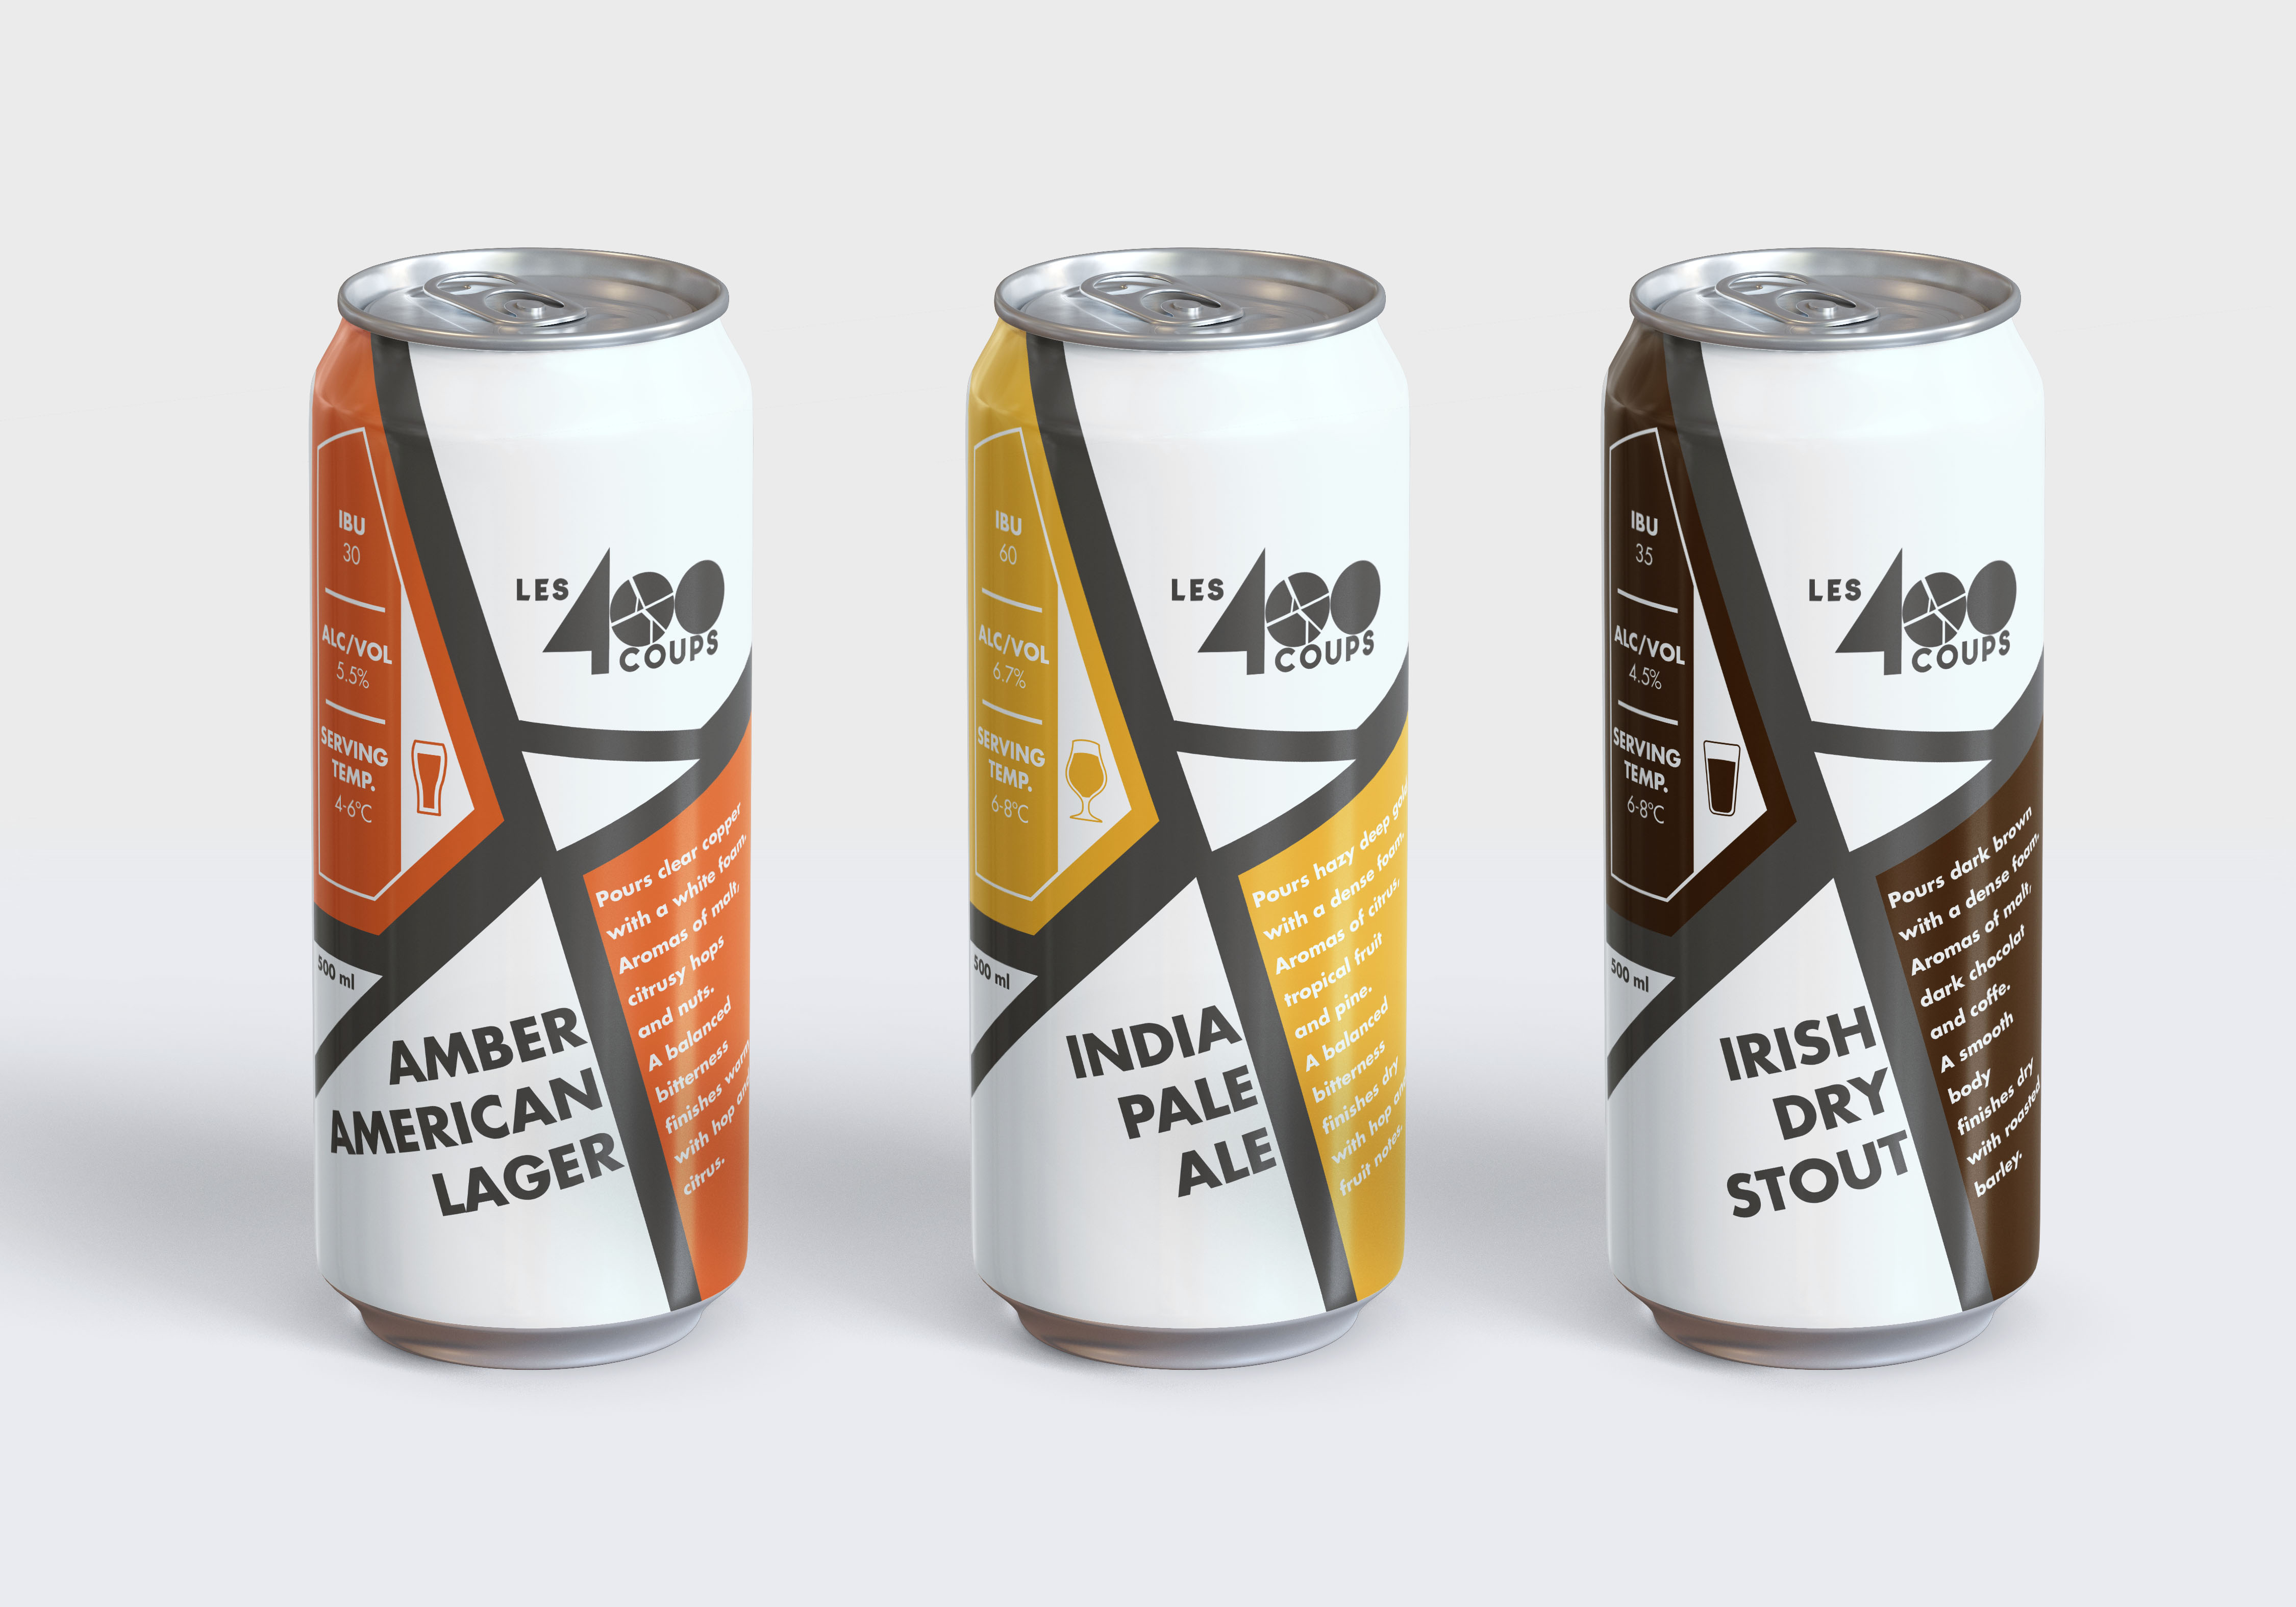 IBU
30
ALC/VOL
5.5%
SERVING
TEMP.
4-6°C
500 ml
LES 400
COUPS
AMBER
AMERICAN
LAGER
Pours clear copper
with a white foam.
Aromas of malt,
citrusy hops
and nuts.
A balanced
bitterness
finishes warm
with hop and
citrus.
IBU
60
ALC/VOL
6.7%
SERVING
TEMP.
6-8°C
500 ml
LES 400
COUPS
INDIA
PALE
ALE
Pours hazy deep gold
with a dense foam.
Aromas of citrus,
tropical fruit
and pine.
A balanced
bitterness
finishes dry
with hop and
fruit notes.
IBU
35
ALC/VOL
4.5%
SERVING
TEMP.
6-8°C
500 ml
LES 400
COUPS
IRISH
DRY
STOUT
Pours dark brown
with a dense foam.
Aromas of malt,
dark chocolat
and coffe.
A smooth
body
finishes dry
with roasted
barley.